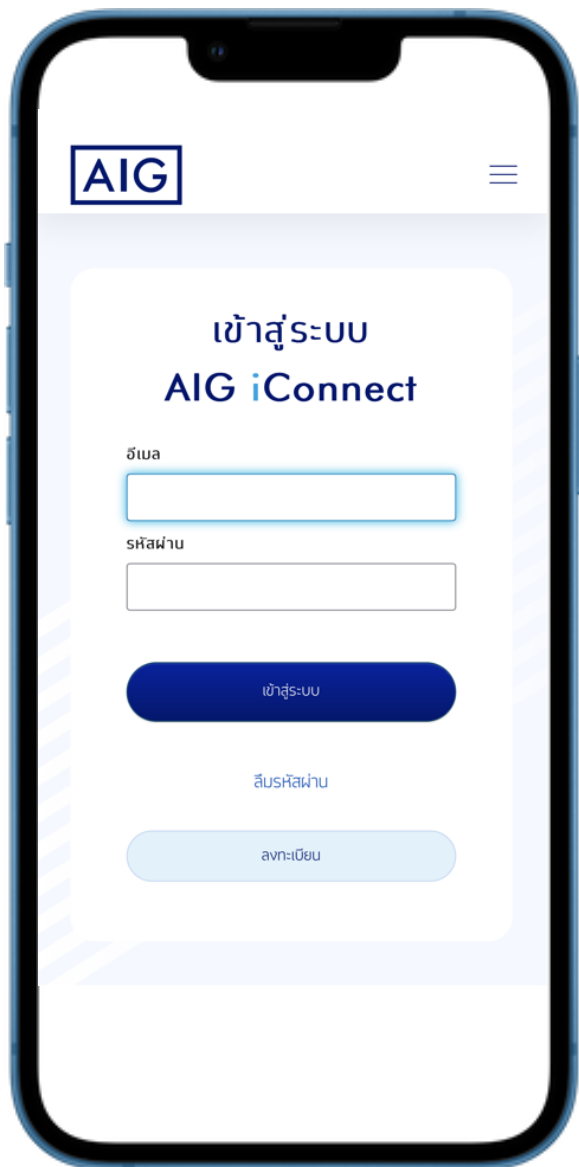 AIG
เข้าสู่ระบบ
AIG iConnect
อีเมล
รหัสผ่าน
เข้าสู่ระบบ
ลืมรหัสผ่าน
ลงทะเบียน